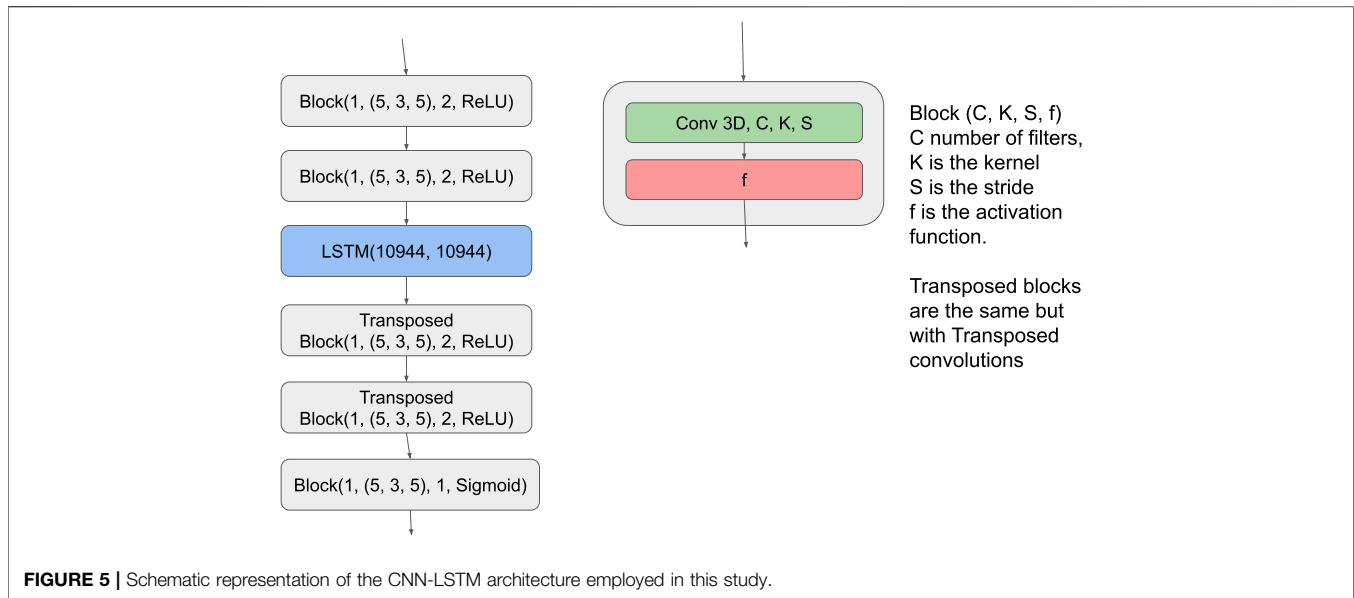 Block(1, (5, 3, 5), 2, ReLU)
Block(1, (5, 3, 5), 2, ReLU)
LSTM(10944, 10944)
Transposed
Block(1, (5, 3, 5), 2, ReLU)
Transposed
Block(1, (5, 3, 5), 2, ReLU)
Block(1, (5, 3, 5), 1, Sigmoid)
Conv 3D, C, K, S
f
Block (C, K, S, f)
C number of filters,
K is the kernel
S is the stride
f is the activation
function.
Transposed blocks
are the same but
with Transposed
convolutions
FIGURE 5 | Schematic representation of the CNN-LSTM architecture employed in this study.